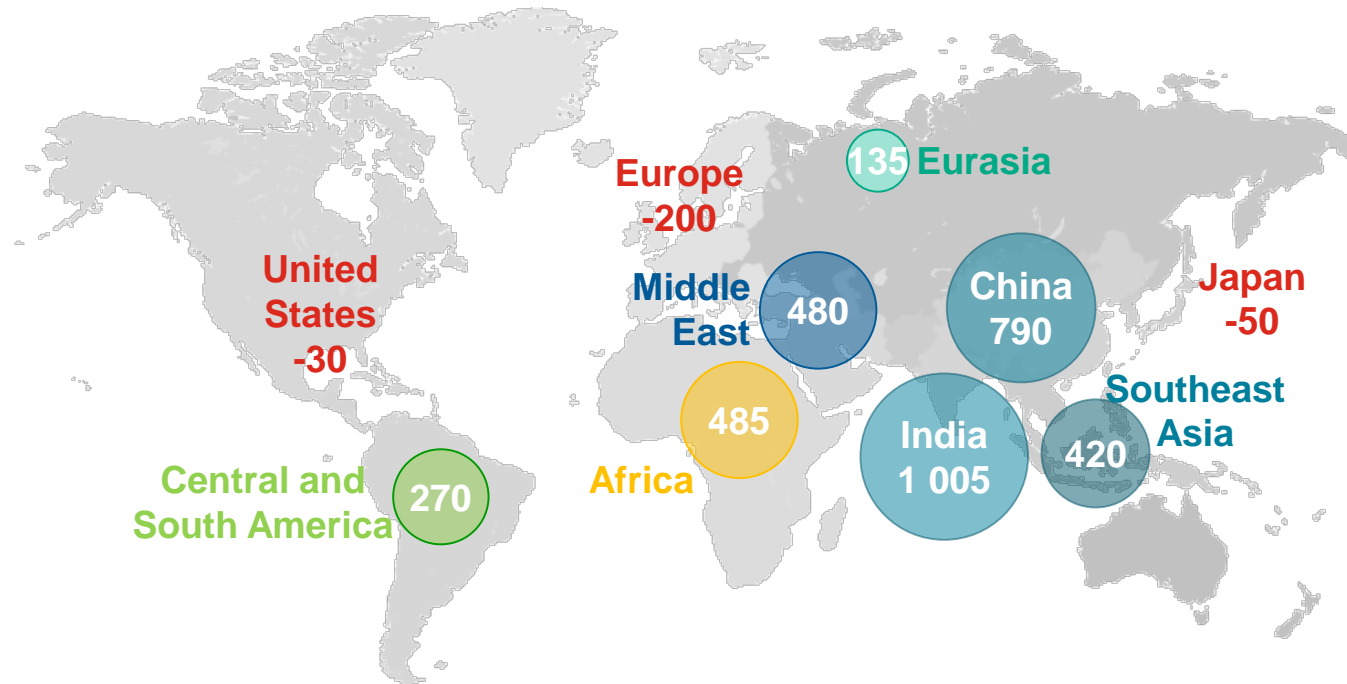 135 Eurasia
Europe
-200
United
States
-30
Middle
East
480
China
790
Japan
-50
Southeast
Asia
420
India
1 005
485
Africa
Central and
South America
270